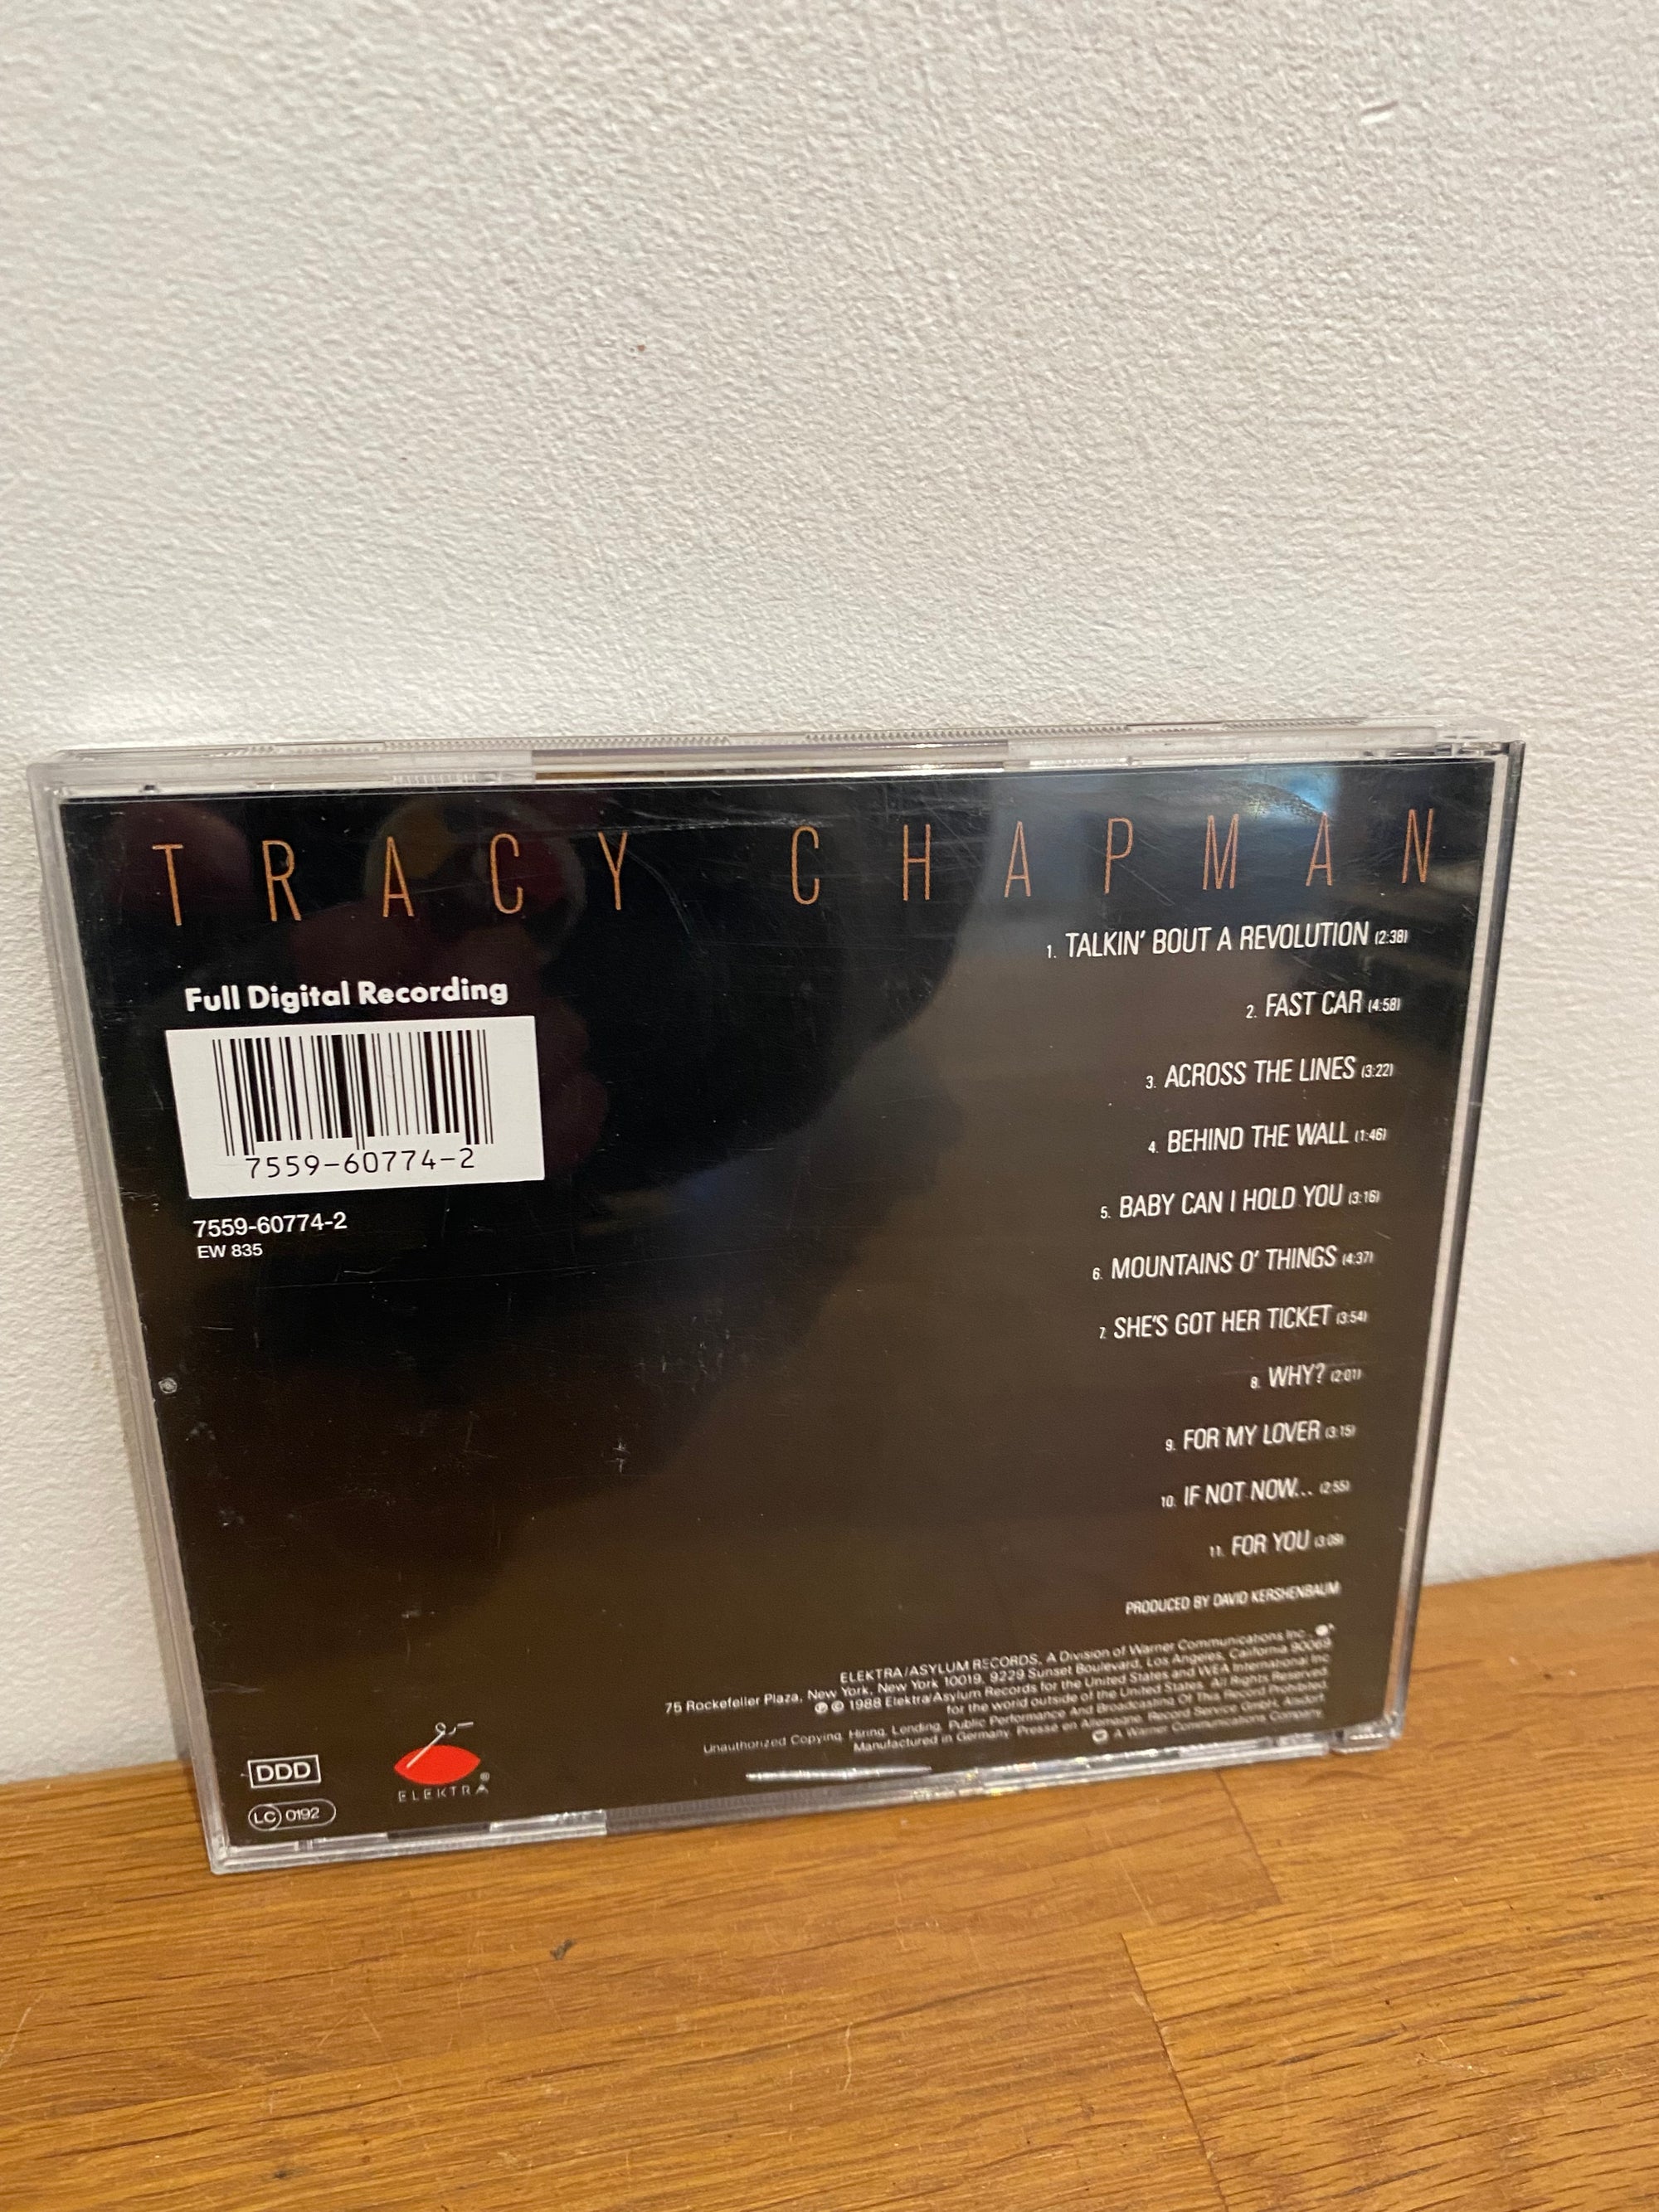 TRACY CHAPMAN
Full Digital Recording
7559-60774-2
7559-60774-2
EW 835
1. TALKIN' BOUT A REVOLUTION (2:38)
2. FAST CAR (4:58)
3. ACROSS THE LINES (3:22)
4. BEHIND THE WALL (1:46)
5. BABY CAN I HOLD YOU (3:16)
6. MOUNTAINS O' THINGS (4:37)
7. SHE'S GOT HER TICKET (3:54)
8. WHY? (2:01)
9. FOR MY LOVER (3:15)
10. IF NOT NOW... (2:55)
11. FOR YOU (3:09)
PRODUCED BY DAVID KERSHENBAUM
ELEKTRA/ASYLUM RECORDS, A Division of Warner Communications Inc.
75 Rockefeller Plaza, New York, New York 10019. 9229 Sunset Boulevard, Los Angeles, California 90069
℗ © 1988 Elektra/Asylum Records for the United States and WEA International Inc
for the world outside of the United States. All Rights Reserved.
Unauthorized Copying, Hiring, Lending, Public Performance And Broadcasting Of This Record Prohibited.
Manufactured in Germany. Pressé en Allemagne. Record Service GmbH, Alsdorf.
A Warner Communications Company.
DDD
LC 0192
ELEKTRA®